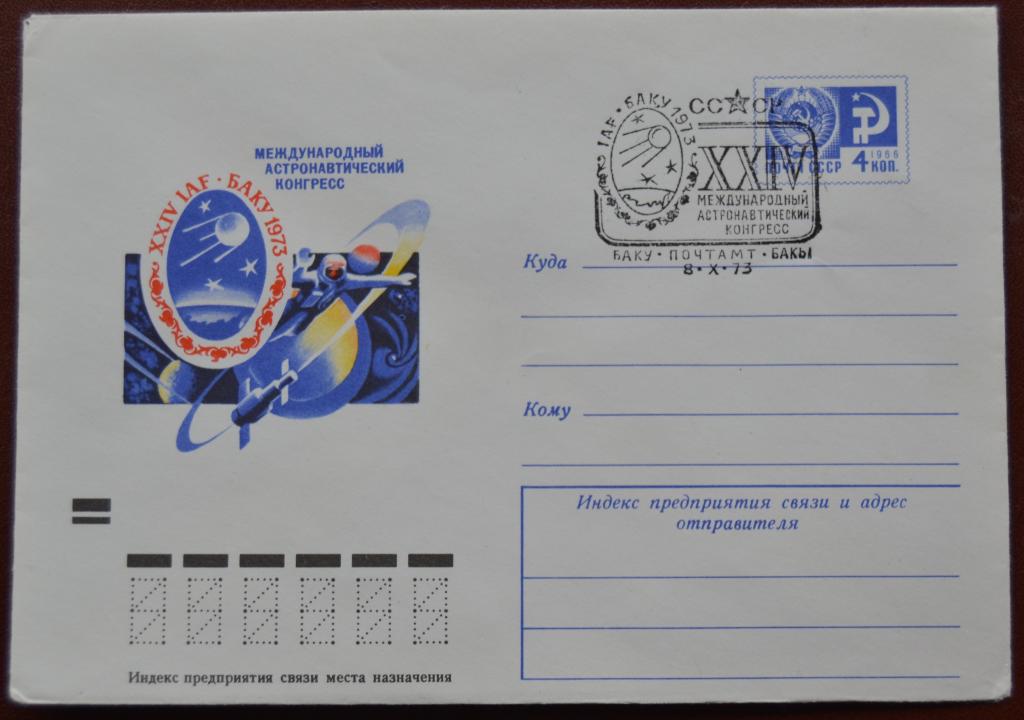 МЕЖДУНАРОДНЫЙ
АСТРОНАВТИЧЕСКИЙ
КОНГРЕСС
XXIV IAF · БАКУ 1973
IAF · БАКУ 1973
СССР
XXIV
МЕЖДУНАРОДНЫЙ
АСТРОНАВТИЧЕСКИЙ
КОНГРЕСС
БАКУ · ПОЧТАМТ · БАКЫ
8·X·73
1966
ПОЧТА СССР 4 КОП.
Куда
Кому
Индекс предприятия связи и адрес
отправителя
Индекс предприятия связи места назначения